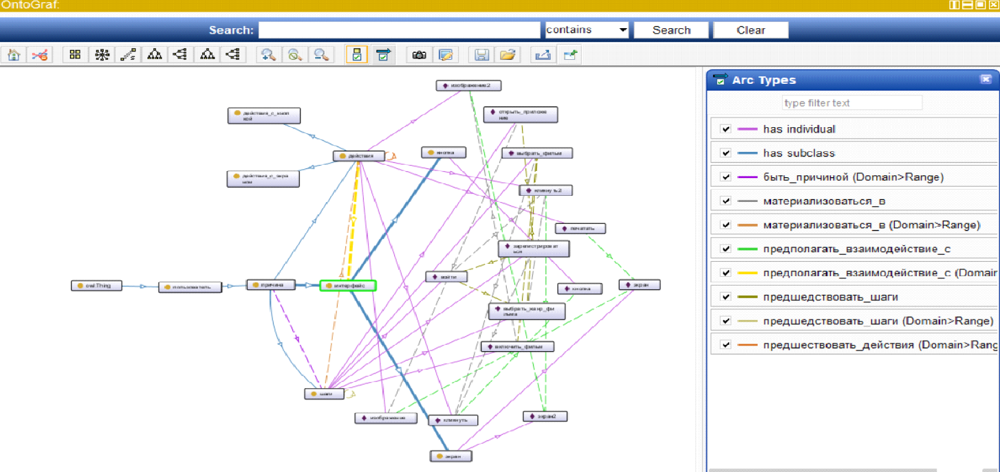 OntoGraf:
Search:
contains
Search
Clear
изображение2
открыть_приложе
ние
действия_с_кноп
кой
действия
кнопка
выбрать_фильм
действия_с_экра
ном
кликнуть2
печатать
зарегистрироват
ься
войти
owl:Thing
пользователь
причина
интерфейс
кнопка
экран
выбрать_жанр_фи
льма
включить_фильм
шаги
изображение
кликнуть
экран2
экран
Arc Types
type filter text
has individual
has subclass
быть_причиной (Domain>Range)
материализоваться_в
материализоваться_в (Domain>Range)
предполагать_взаимодействие_с
предполагать_взаимодействие_с (Domair
предшедствовать_шаги
предшедствовать_шаги (Domain>Range)
предшествовать_действия (Domain>Rang